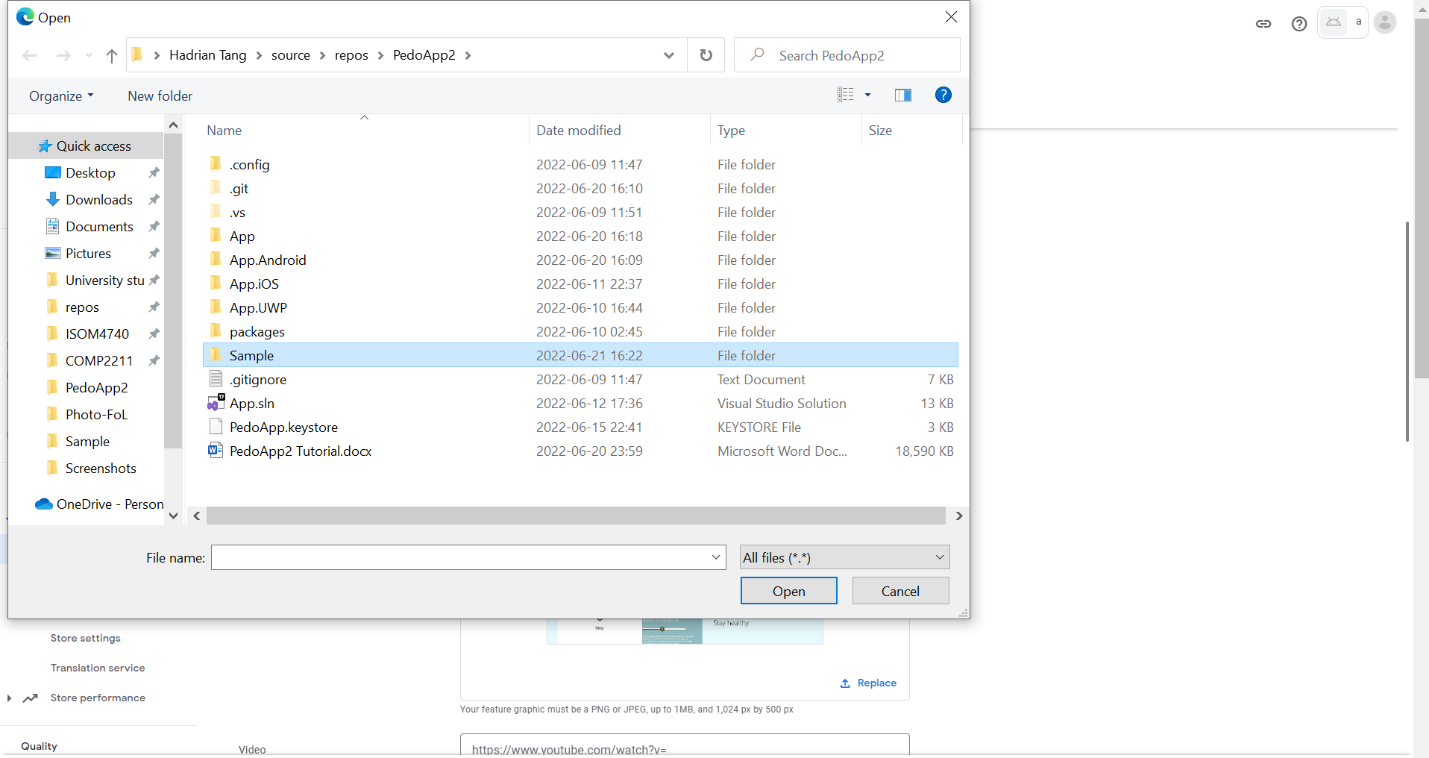 Open
Hadrian Tang > source > repos > PedoApp2 >
Search PedoApp2
a
Organize
New folder
Name
Date modified
Type
Size
Quick access
Desktop
Downloads
Documents
Pictures
University stu
repos
ISOM4740
COMP2211
PedoApp2
Photo-FoL
Sample
Screenshots
OneDrive - Person
.config 2022-06-09 11:47 File folder
.git 2022-06-20 16:10 File folder
.vs 2022-06-09 11:51 File folder
App 2022-06-20 16:18 File folder
App.Android 2022-06-20 16:09 File folder
App.iOS 2022-06-11 22:37 File folder
App.UWP 2022-06-10 16:44 File folder
packages 2022-06-10 02:45 File folder
Sample 2022-06-21 16:22 File folder
.gitignore 2022-06-09 11:47 Text Document 7 KB
App.sln 2022-06-12 17:36 Visual Studio Solution 13 KB
PedoApp.keystore 2022-06-15 22:41 KEYSTORE File 3 KB
PedoApp2 Tutorial.docx 2022-06-20 23:59 Microsoft Word Doc... 18,590 KB
File name:
All files (*.*)
Open
Cancel
Store settings
Translation service
Store performance
Quality
Stay healthy
Replace
Your feature graphic must be a PNG or JPEG, up to 1MB, and 1,024 px by 500 px
Video
https://www.youtube.com/watch?v=